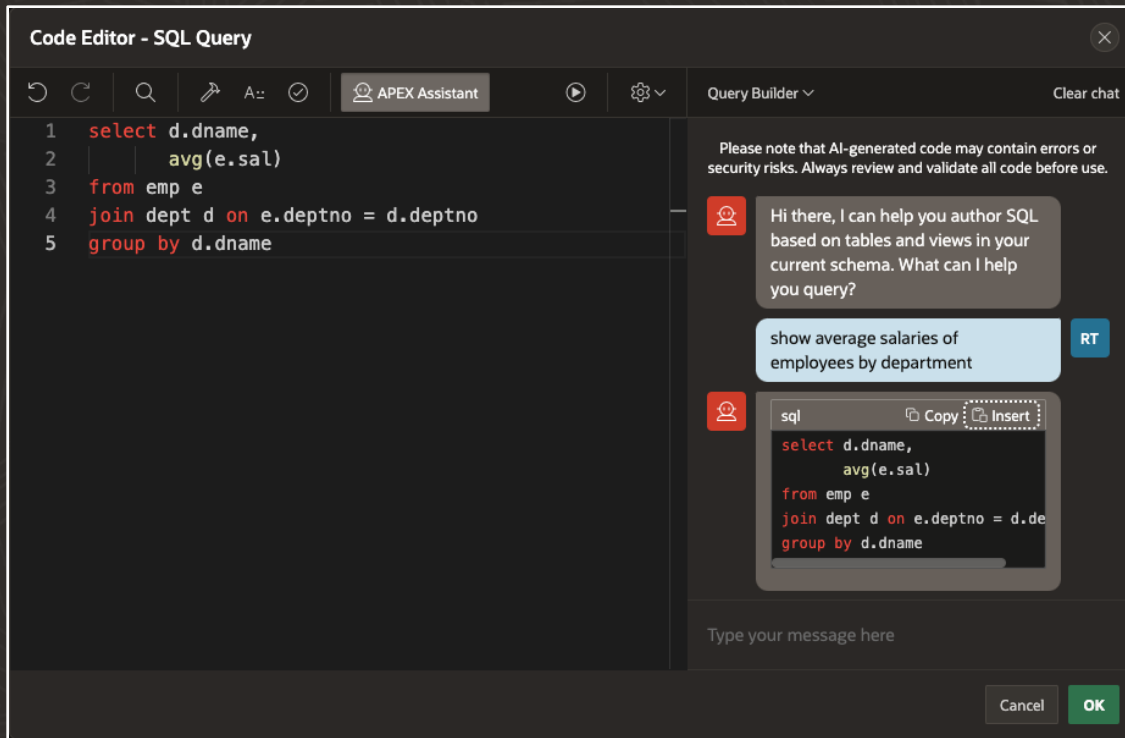 Code Editor - SQL Query
A::
APEX Assistant
Query Builder
Clear chat
1 select d.dname,
2 avg(e.sal)
3 from emp e
4 join dept d on e.deptno = d.deptno
5 group by d.dname
Please note that AI-generated code may contain errors or
security risks. Always review and validate all code before use.
Hi there, I can help you author SQL
based on tables and views in your
current schema. What can I help
you query?
show average salaries of
employees by department
RT
sql Copy Insert
select d.dname,
avg(e.sal)
from emp e
join dept d on e.deptno = d.de
group by d.dname
Type your message here
Cancel OK